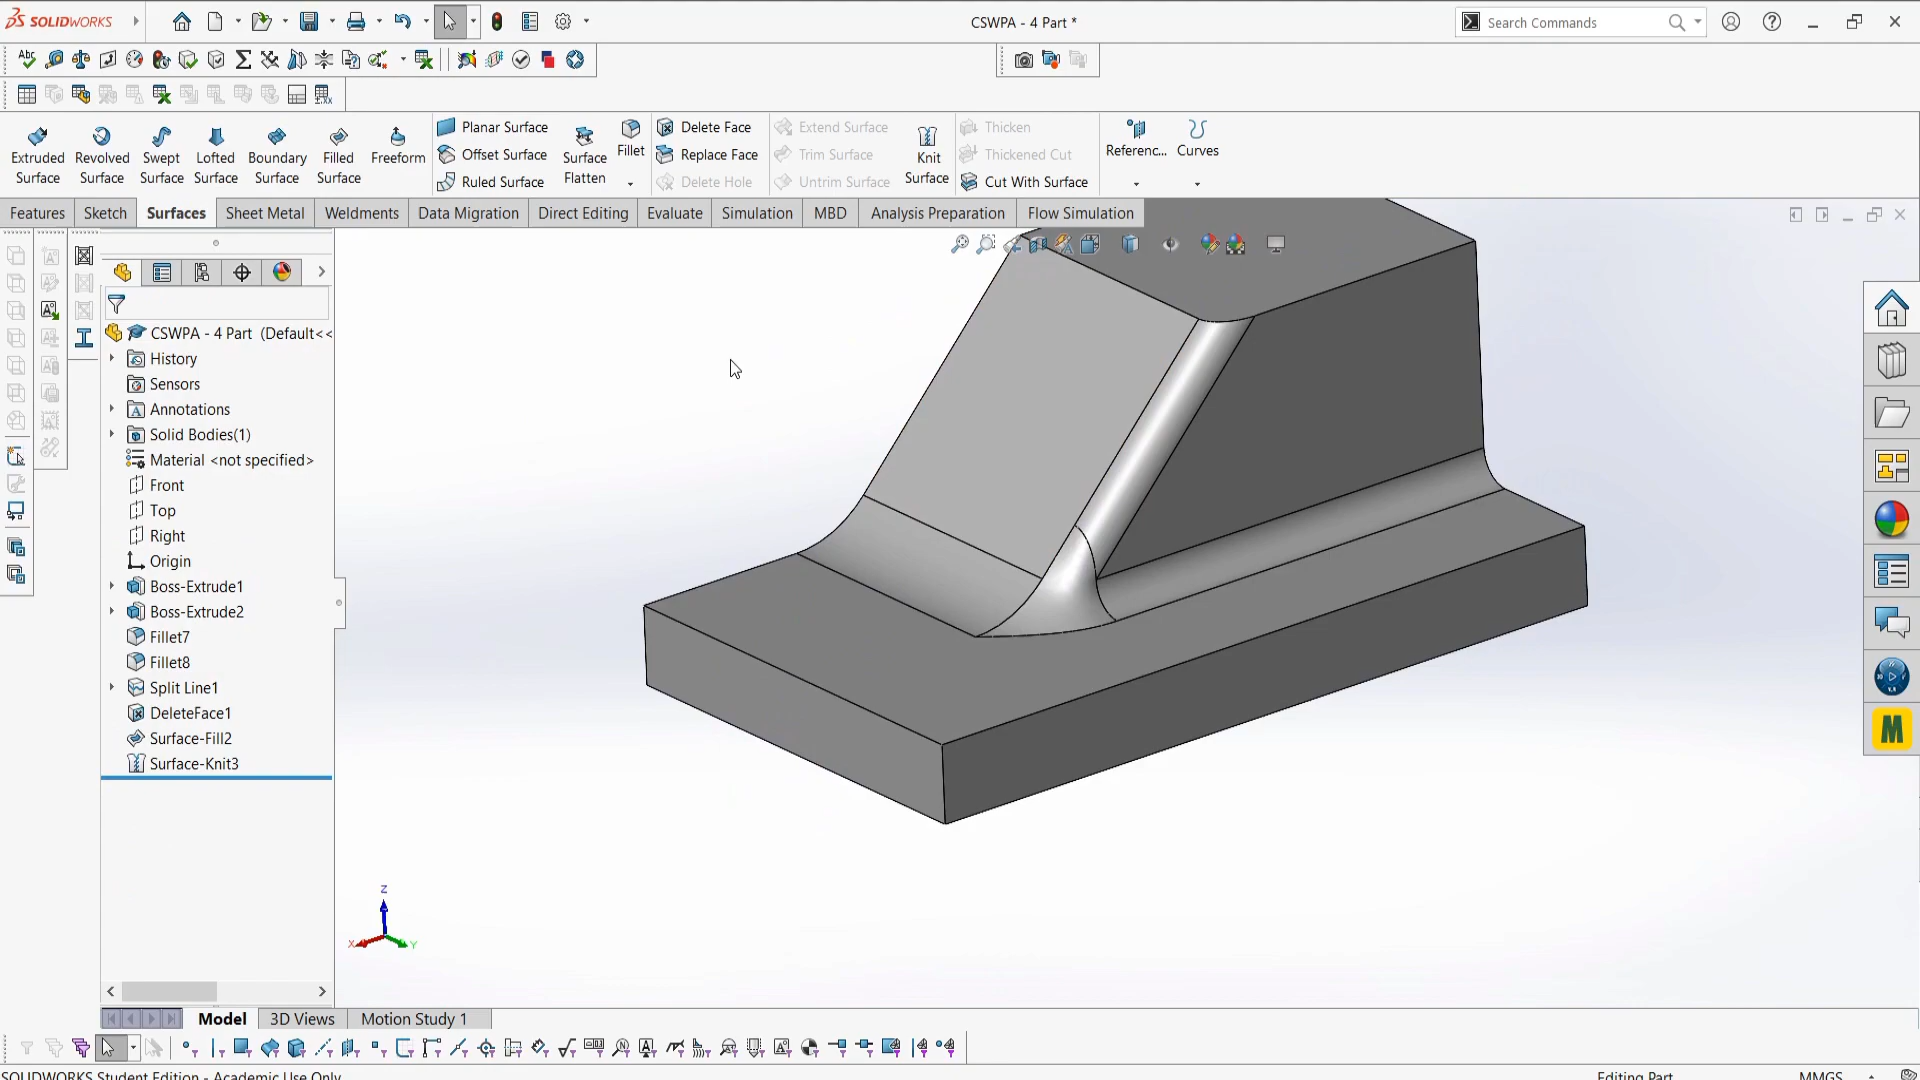 SOLIDWORKS
CSWPA - 4 Part *
Search Commands
Abc
Extruded Surface
Revolved Surface
Swept Surface
Lofted Surface
Boundary Surface
Filled Surface
Freeform
Planar Surface
Offset Surface
Ruled Surface
Surface Flatten
Fillet
Delete Face
Replace Face
Delete Hole
Extend Surface
Trim Surface
Untrim Surface
Knit Surface
Thicken
Thickened Cut
Cut With Surface
Referenc...
Curves
Features
Sketch
Surfaces
Sheet Metal
Weldments
Data Migration
Direct Editing
Evaluate
Simulation
MBD
Analysis Preparation
Flow Simulation
CSWPA - 4 Part (Default<<
History
Sensors
Annotations
Solid Bodies(1)
Material <not specified>
Front
Top
Right
Origin
Boss-Extrude1
Boss-Extrude2
Fillet7
Fillet8
Split Line1
DeleteFace1
Surface-Fill2
Surface-Knit3
Z
X
Y
M
Model
3D Views
Motion Study 1
SOLIDWORKS Student Edition - Academic Use Only
Editing Part
MMGS